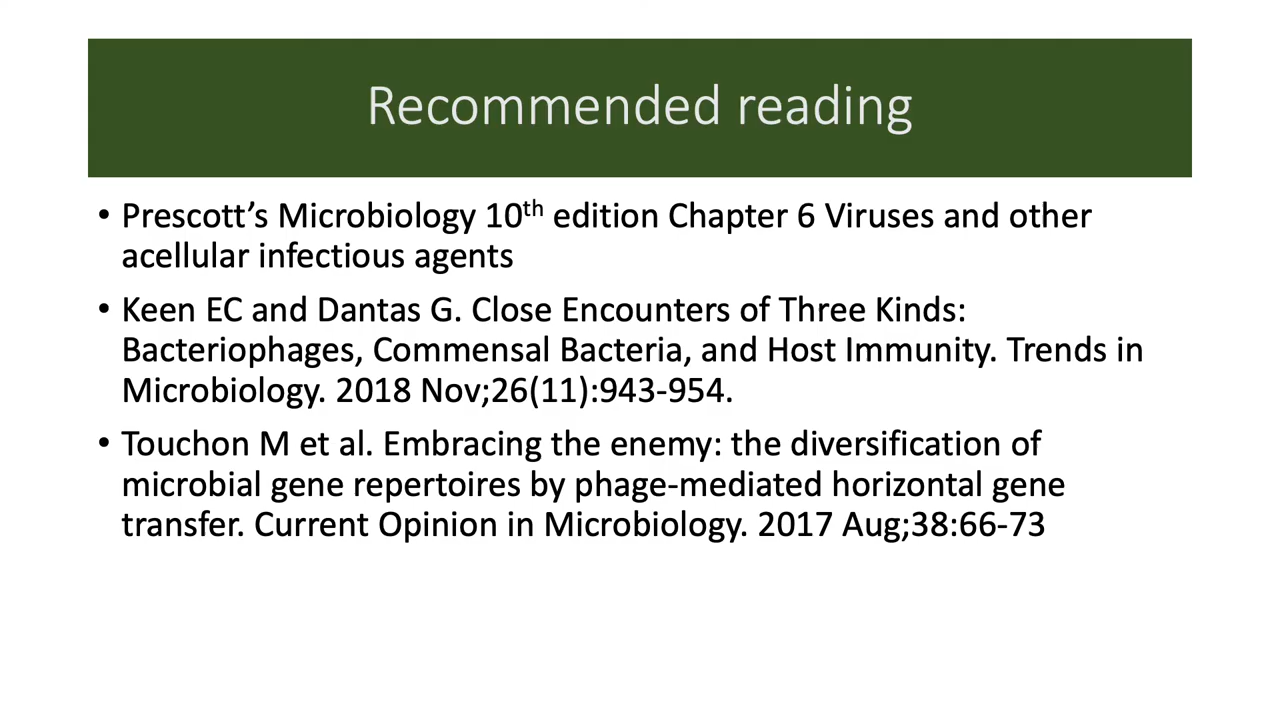 Recommended reading
• Prescott’s Microbiology 10th edition Chapter 6 Viruses and other
acellular infectious agents
• Keen EC and Dantas G. Close Encounters of Three Kinds:
Bacteriophages, Commensal Bacteria, and Host Immunity. Trends in
Microbiology. 2018 Nov;26(11):943-954.
• Touchon M et al. Embracing the enemy: the diversification of
microbial gene repertoires by phage-mediated horizontal gene
transfer. Current Opinion in Microbiology. 2017 Aug;38:66-73